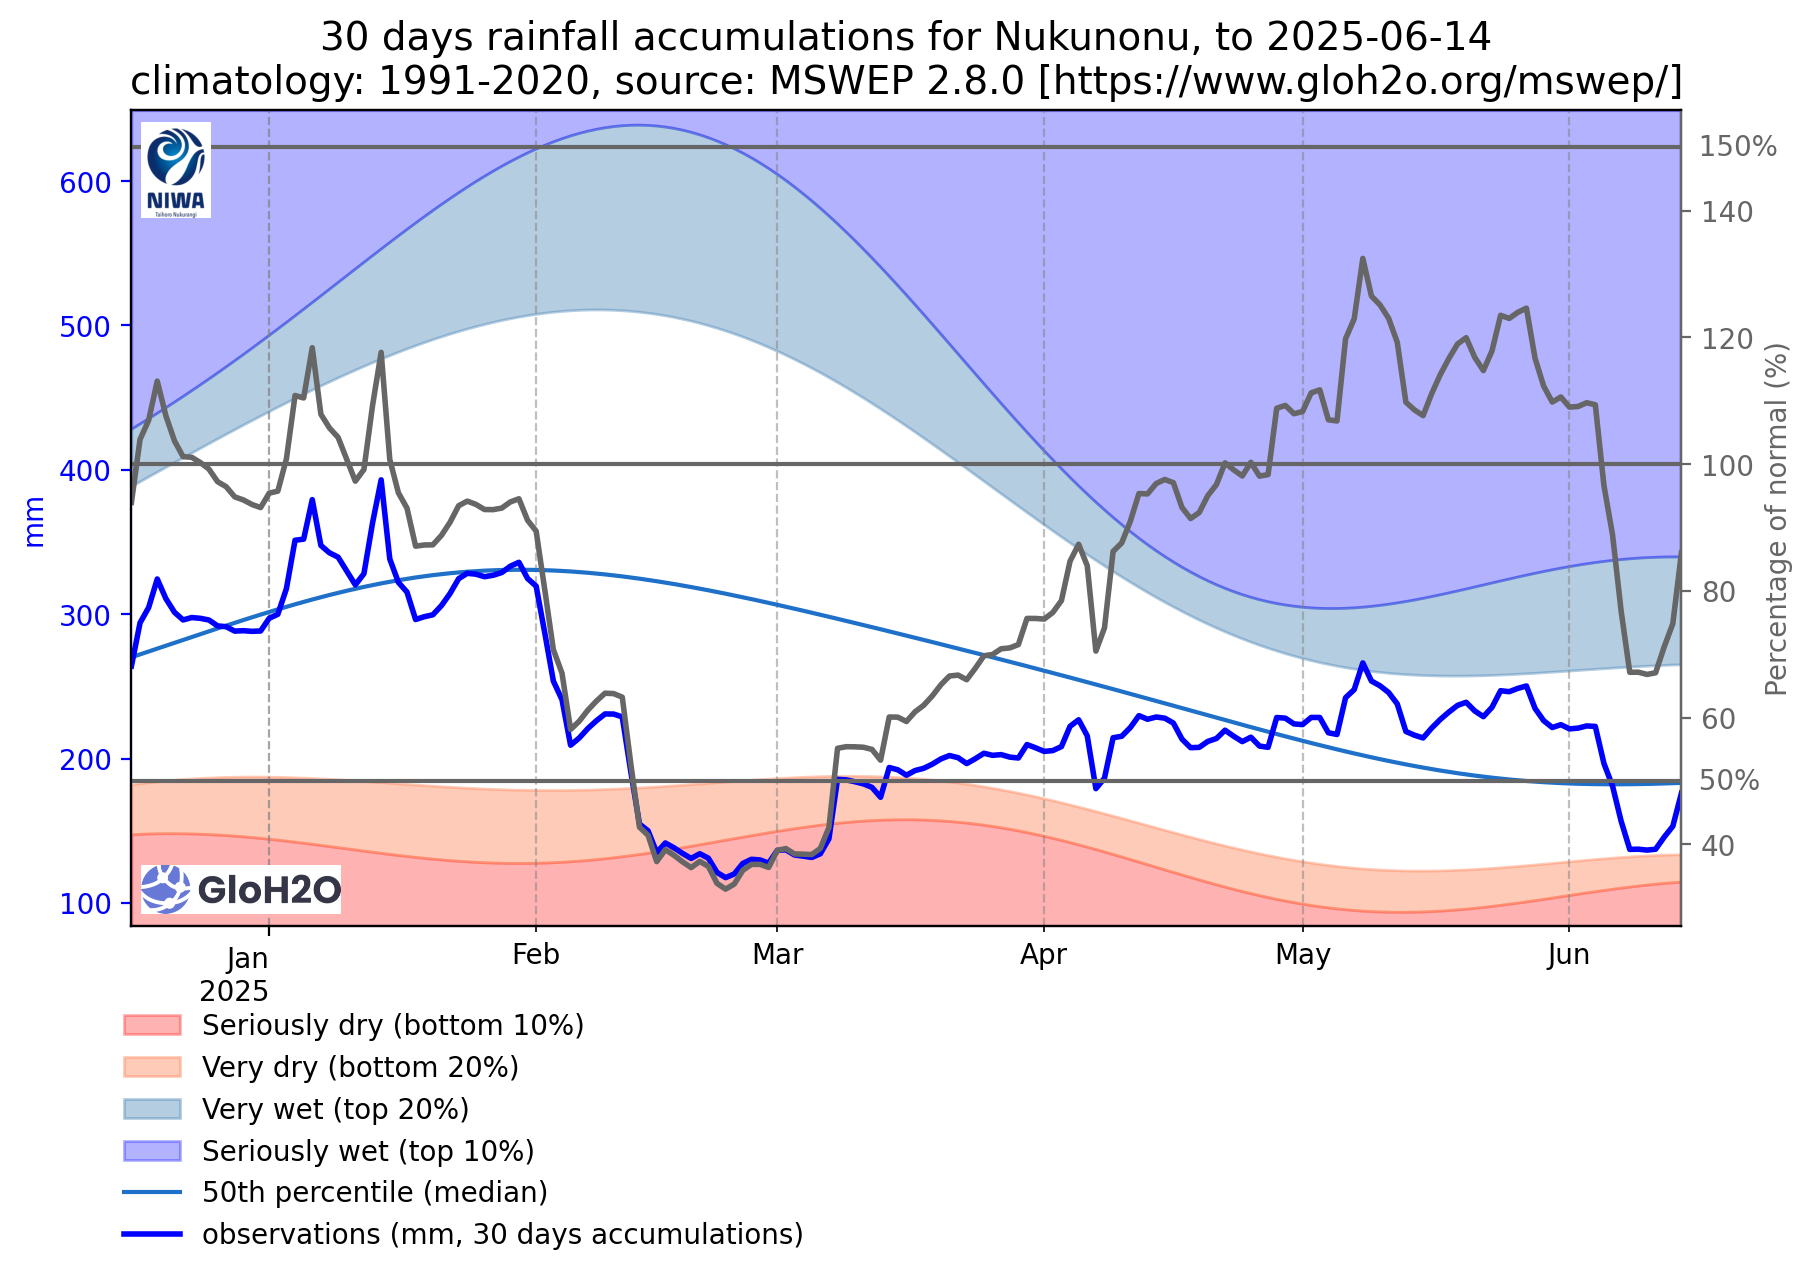 30 days rainfall accumulations for Nukunonu, to 2025-06-14
climatology: 1991-2020, source: MSWEP 2.8.0 [https://www.gloh2o.org/mswep/]
NIWA
Taihoro Nukurangi
600
500
400
300
200
100
mm
150%
140
120
100
80
60
50%
40
Percentage of normal (%)
GloH2O
Jan
2025
Feb
Mar
Apr
May
Jun
Seriously dry (bottom 10%)
Very dry (bottom 20%)
Very wet (top 20%)
Seriously wet (top 10%)
50th percentile (median)
observations (mm, 30 days accumulations)